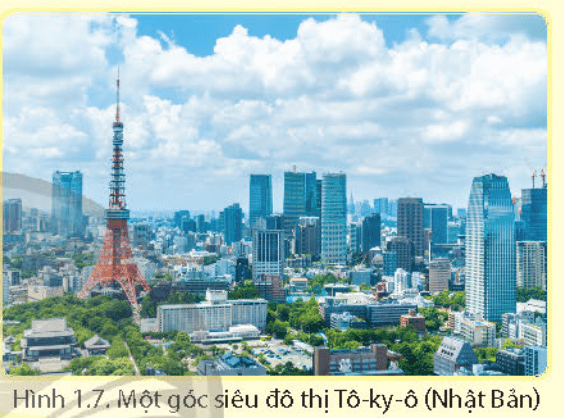 Hình 1.7. Một góc siêu đô thị Tô-ky-ô (Nhật Bản)